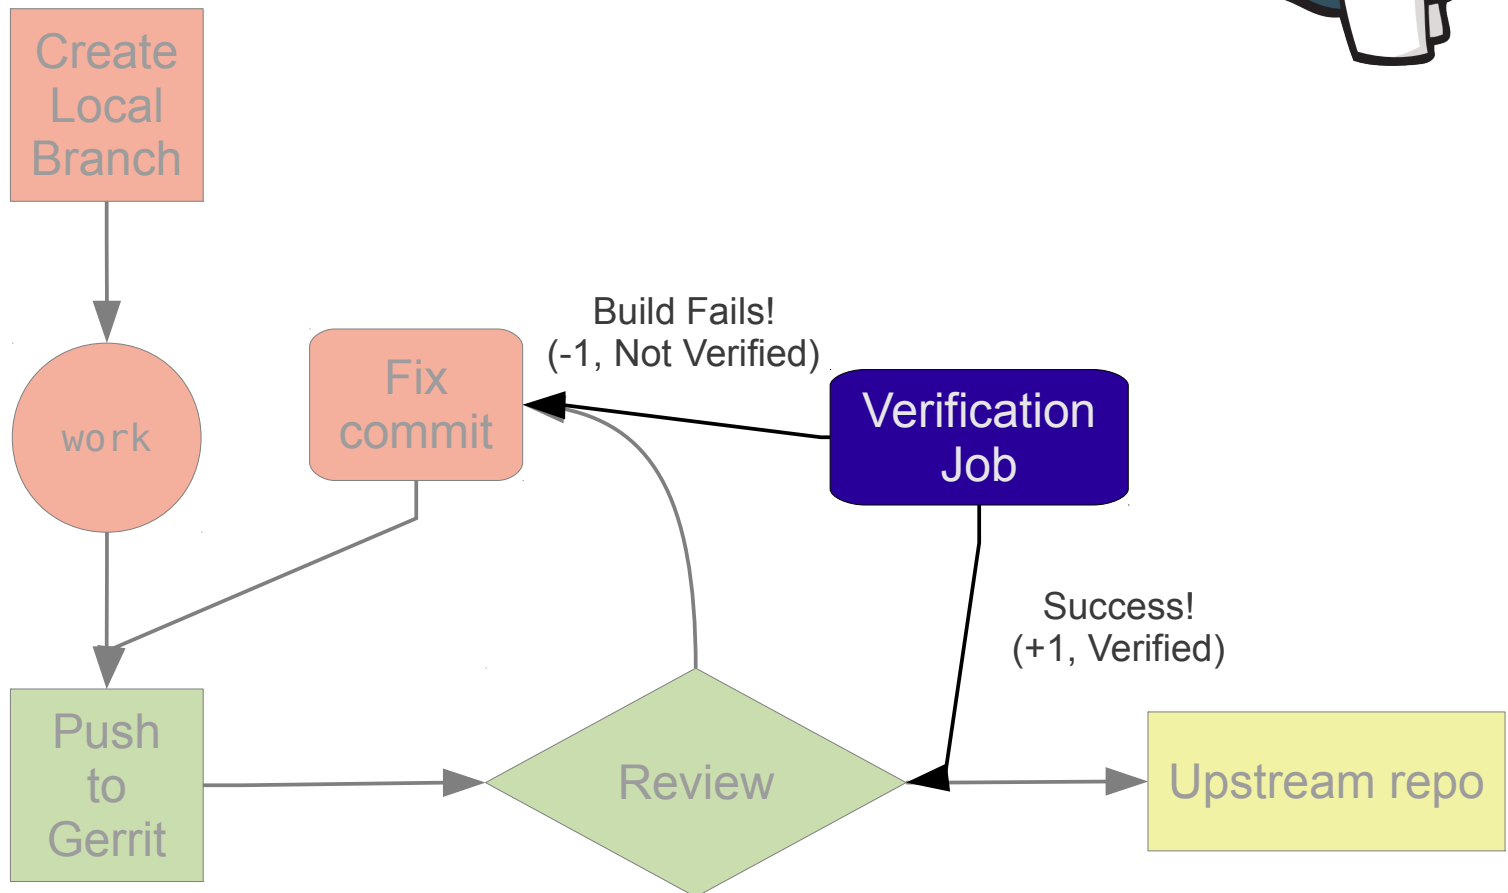 Create
Local
Branch
Build Fails!
(-1, Not Verified)
Fix
commit
Verification
Job
work
Success!
(+1, Verified)
Push
to
Gerrit
Review
Upstream repo